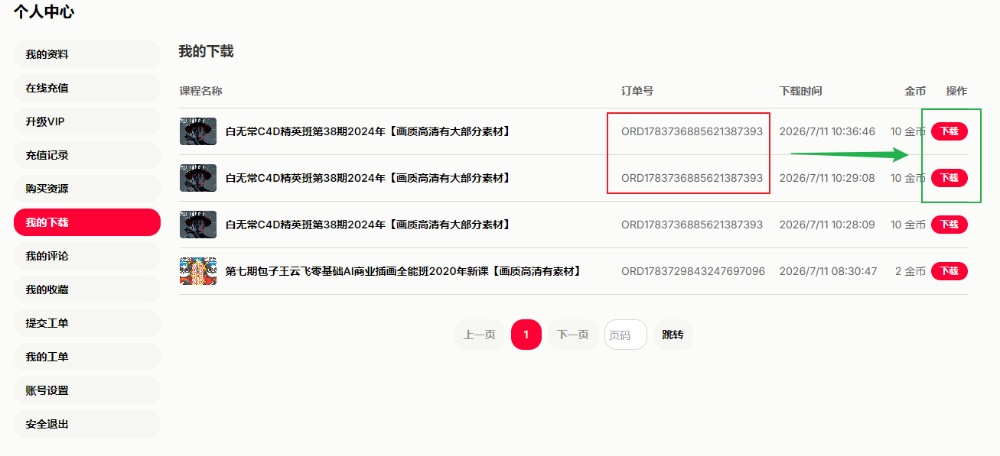 个人中心
我的资料
在线充值
升级VIP
充值记录
购买资源
我的下载
我的评论
我的收藏
提交工单
我的工单
账号设置
安全退出
我的下载
课程名称 订单号 下载时间 金币 操作
白无常C4D精英班第38期2024年【画质高清有大部分素材】 ORD1783736885621387393 2026/7/11 10:36:46 10 金币 下载
白无常C4D精英班第38期2024年【画质高清有大部分素材】 ORD1783736885621387393 2026/7/11 10:29:08 10 金币 下载
白无常C4D精英班第38期2024年【画质高清有大部分素材】 ORD1783736885621387393 2026/7/11 10:28:09 10 金币 下载
第七期包子王云飞零基础AI商业插画全能班2020年新课【画质高清有素材】 ORD1783729843247697096 2026/7/11 08:30:47 2 金币 下载
上一页 1 下一页 页码 跳转